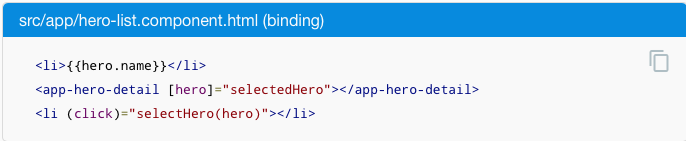 src/app/hero-list.component.html (binding)
<li>{{hero.name}}</li>
<app-hero-detail [hero]="selectedHero"></app-hero-detail>
<li (click)="selectHero(hero)"></li>